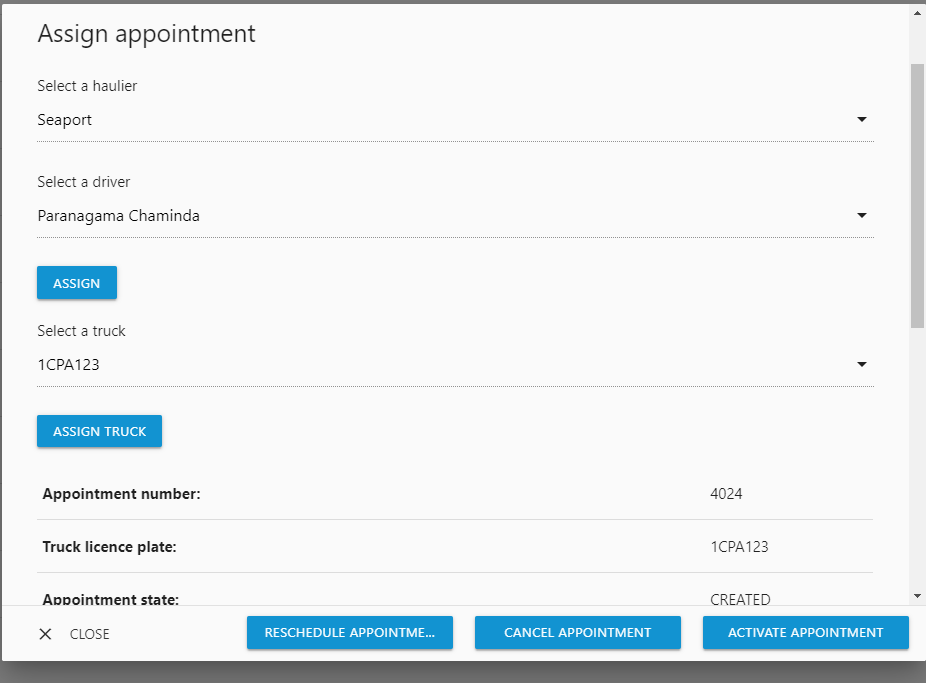 Assign appointment
Select a haulier
Seaport
Select a driver
Paranagama Chaminda
ASSIGN
Select a truck
1CPA123
ASSIGN TRUCK
Appointment number: 4024
Truck licence plate: 1CPA123
Appointment state: CREATED
CLOSE RESCHEDULE APPOINTME... CANCEL APPOINTMENT ACTIVATE APPOINTMENT